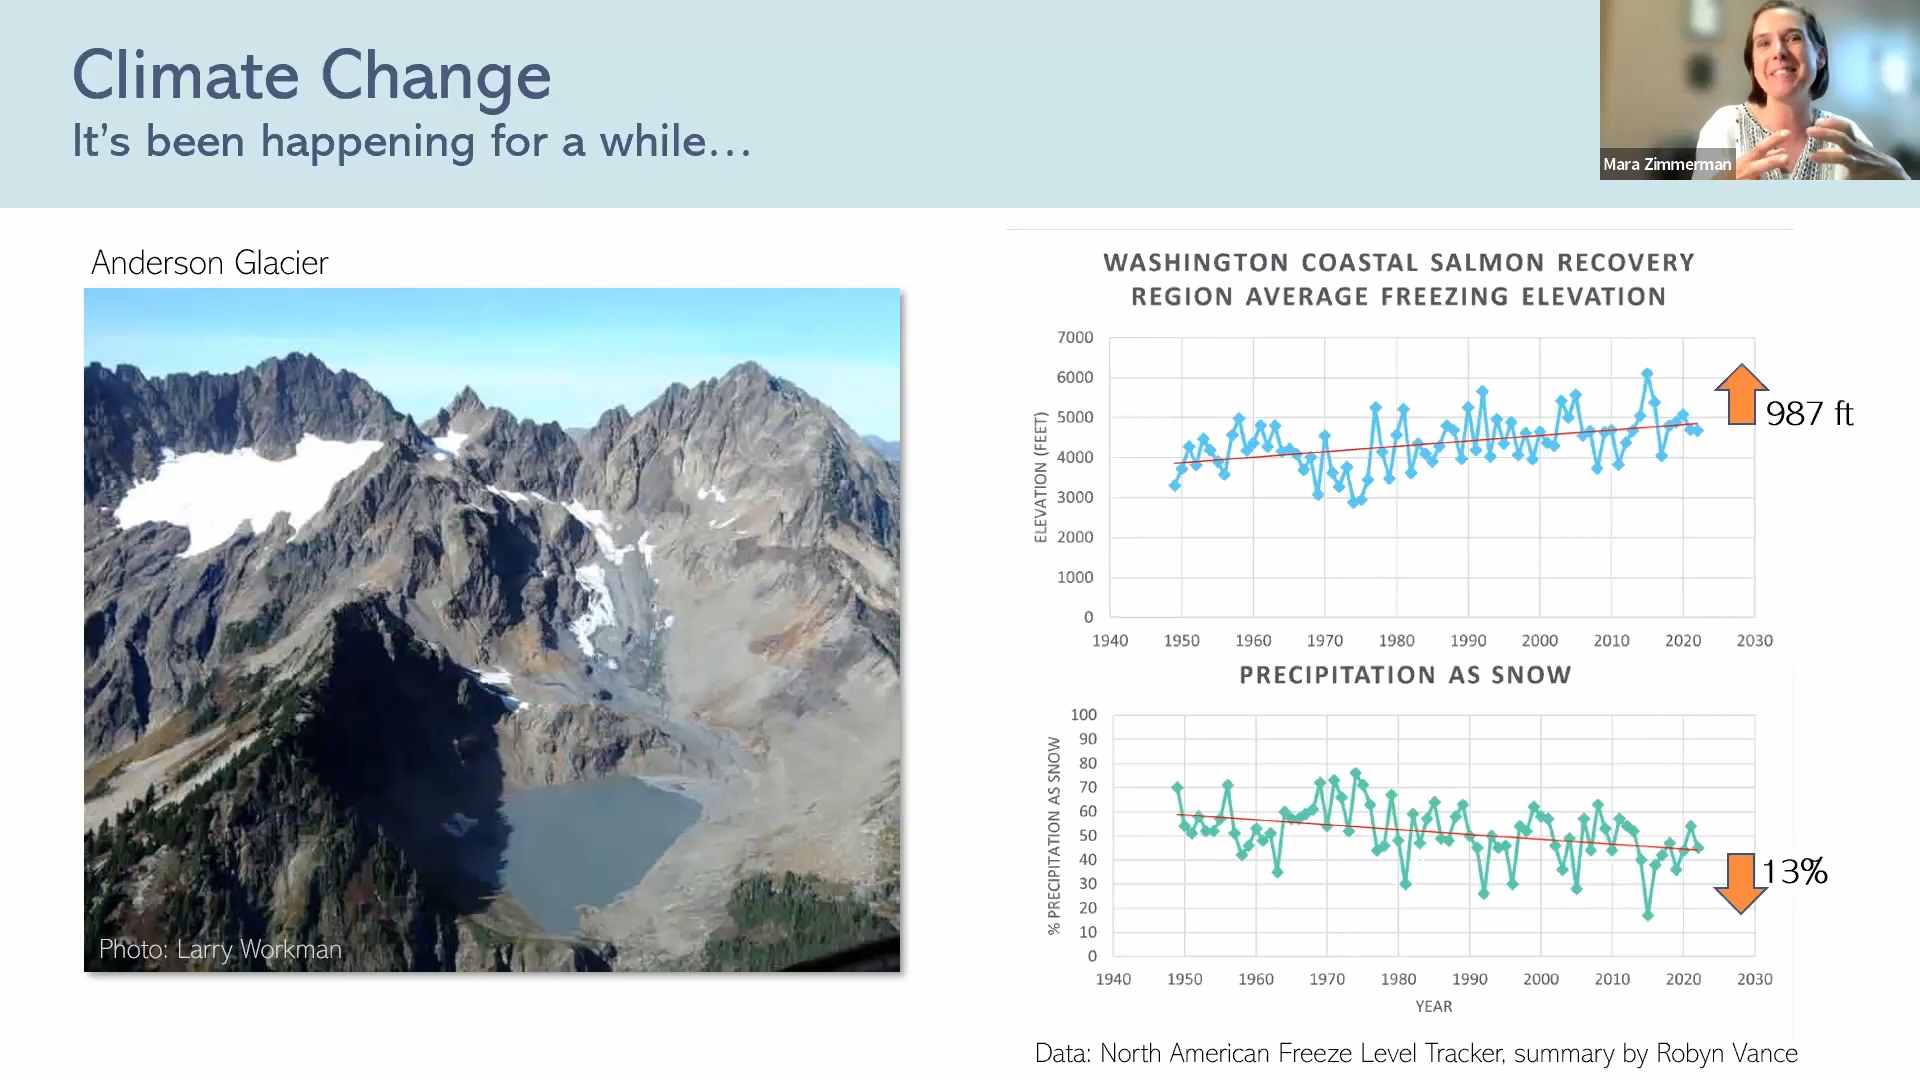 Climate Change
It's been happening for a while…
Mara Zimmerman
Anderson Glacier
Photo: Larry Workman
WASHINGTON COASTAL SALMON RECOVERY
REGION AVERAGE FREEZING ELEVATION
ELEVATION (FEET)
7000
6000
5000
4000
3000
2000
1000
0
1940 1950 1960 1970 1980 1990 2000 2010 2020 2030
987 ft
PRECIPITATION AS SNOW
% PRECIPITATION AS SNOW
100
90
80
70
60
50
40
30
20
10
0
1940 1950 1960 1970 1980 1990 2000 2010 2020 2030
YEAR
13%
Data: North American Freeze Level Tracker, summary by Robyn Vance